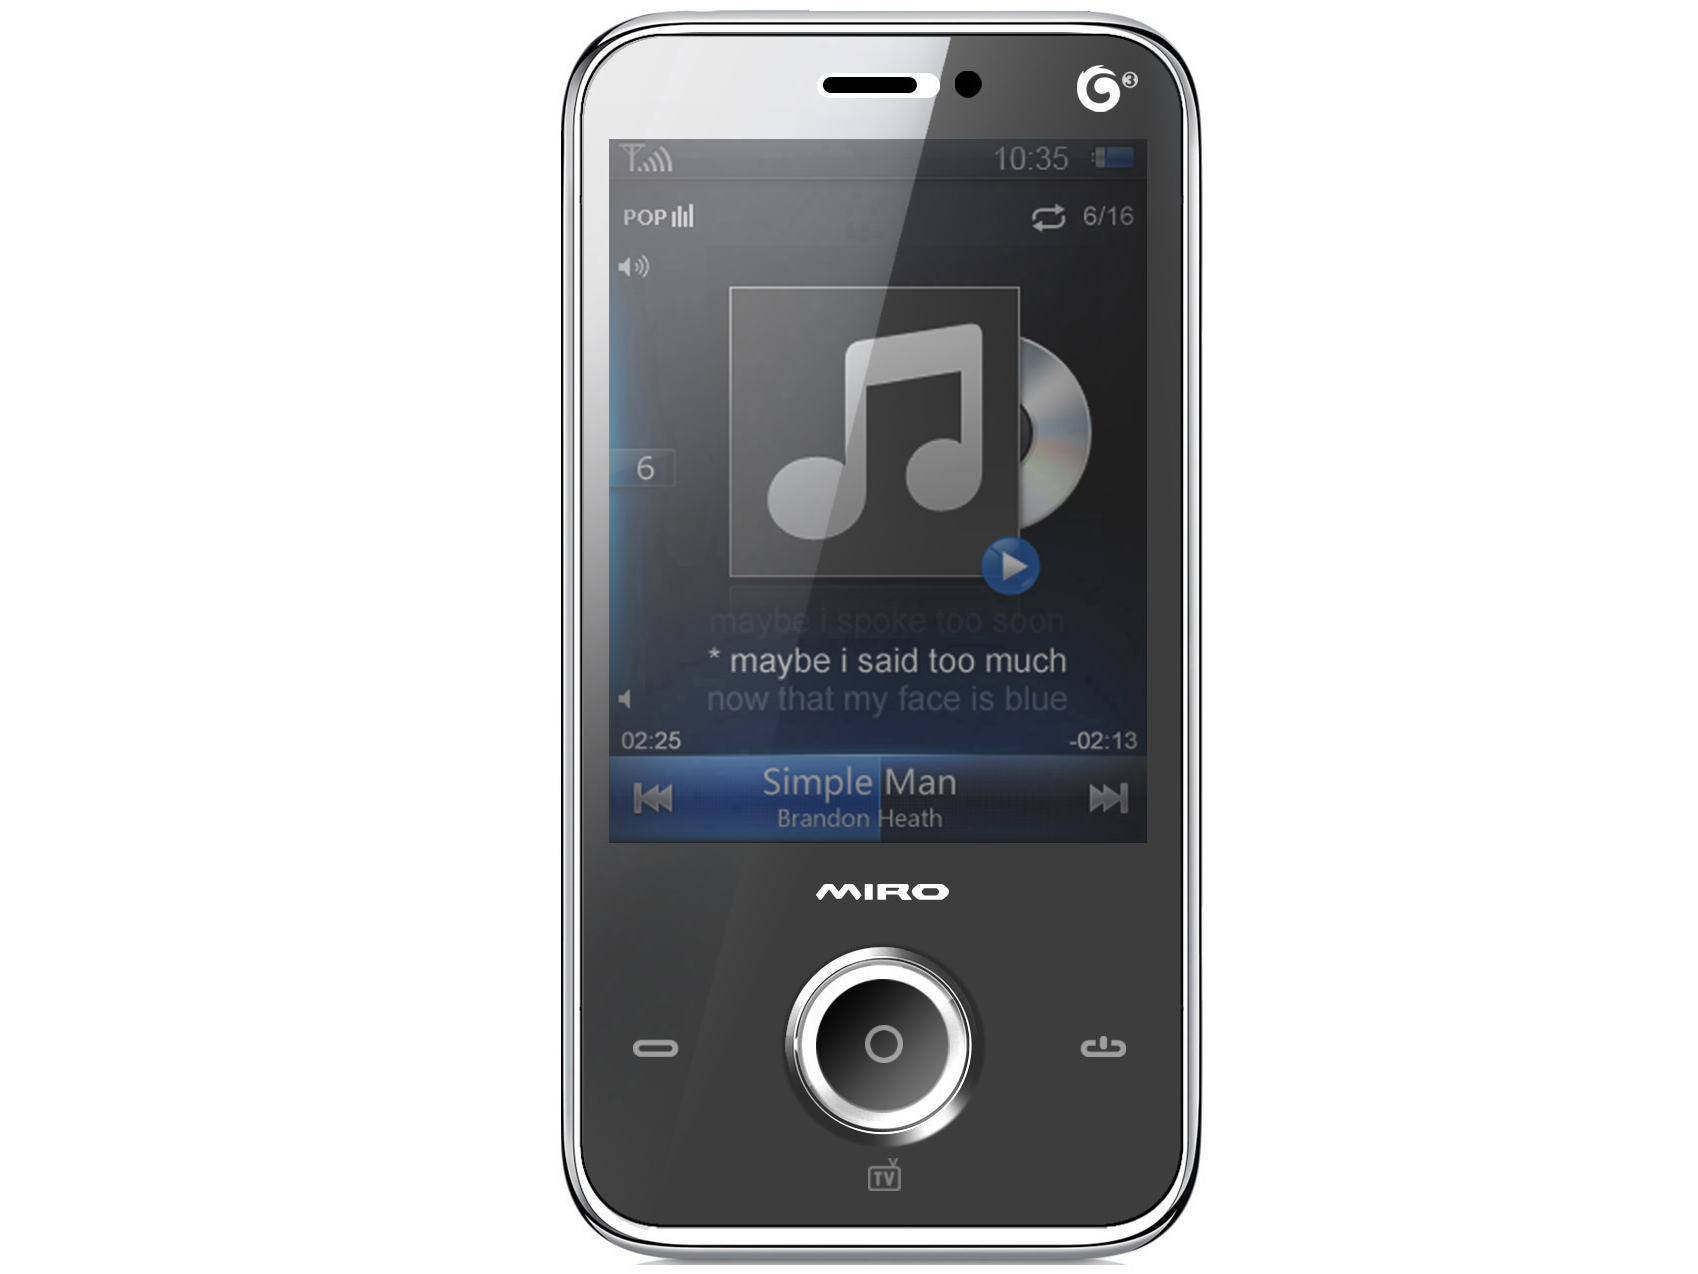 G3
10:35
POP
6/16
6
maybe i spoke too soon
* maybe i said too much
now that my face is blue
02:25
-02:13
Simple Man
Brandon Heath
MIRO
TV